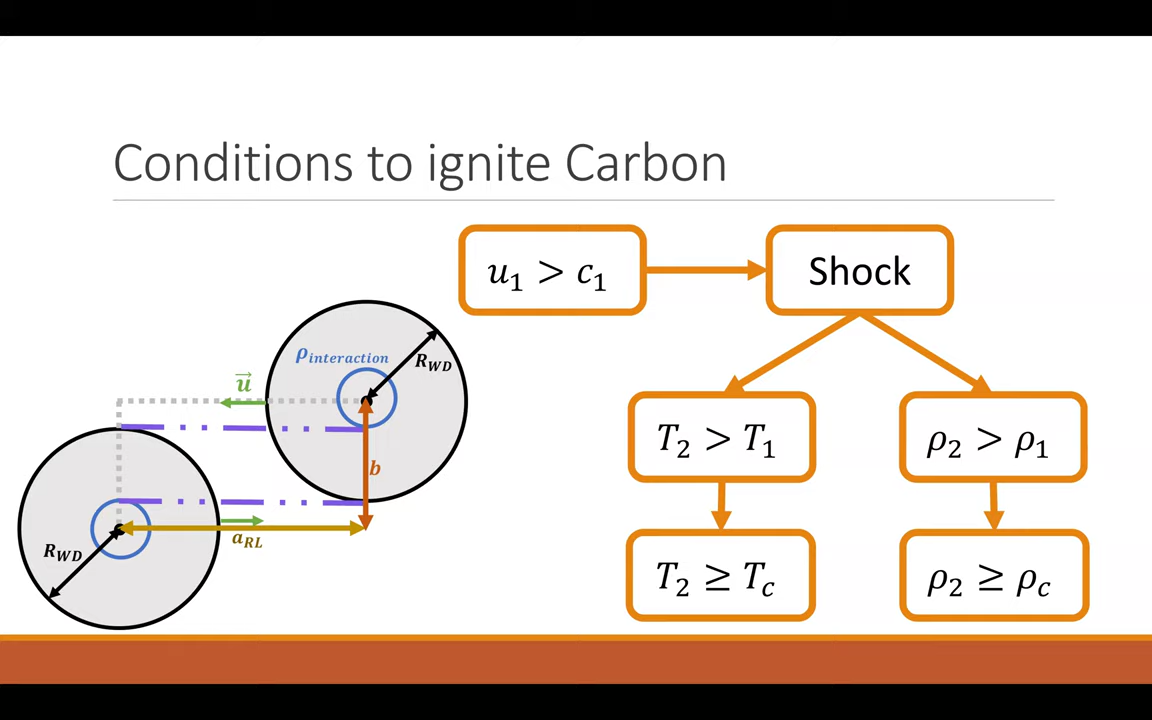 Conditions to ignite Carbon
u₁ > c₁
Shock
T₂ > T₁
ρ₂ > ρ₁
T₂ ≥ T_c
ρ₂ ≥ ρ_c
ρ_interaction
R_WD
u⃗
b
a_RL
R_WD